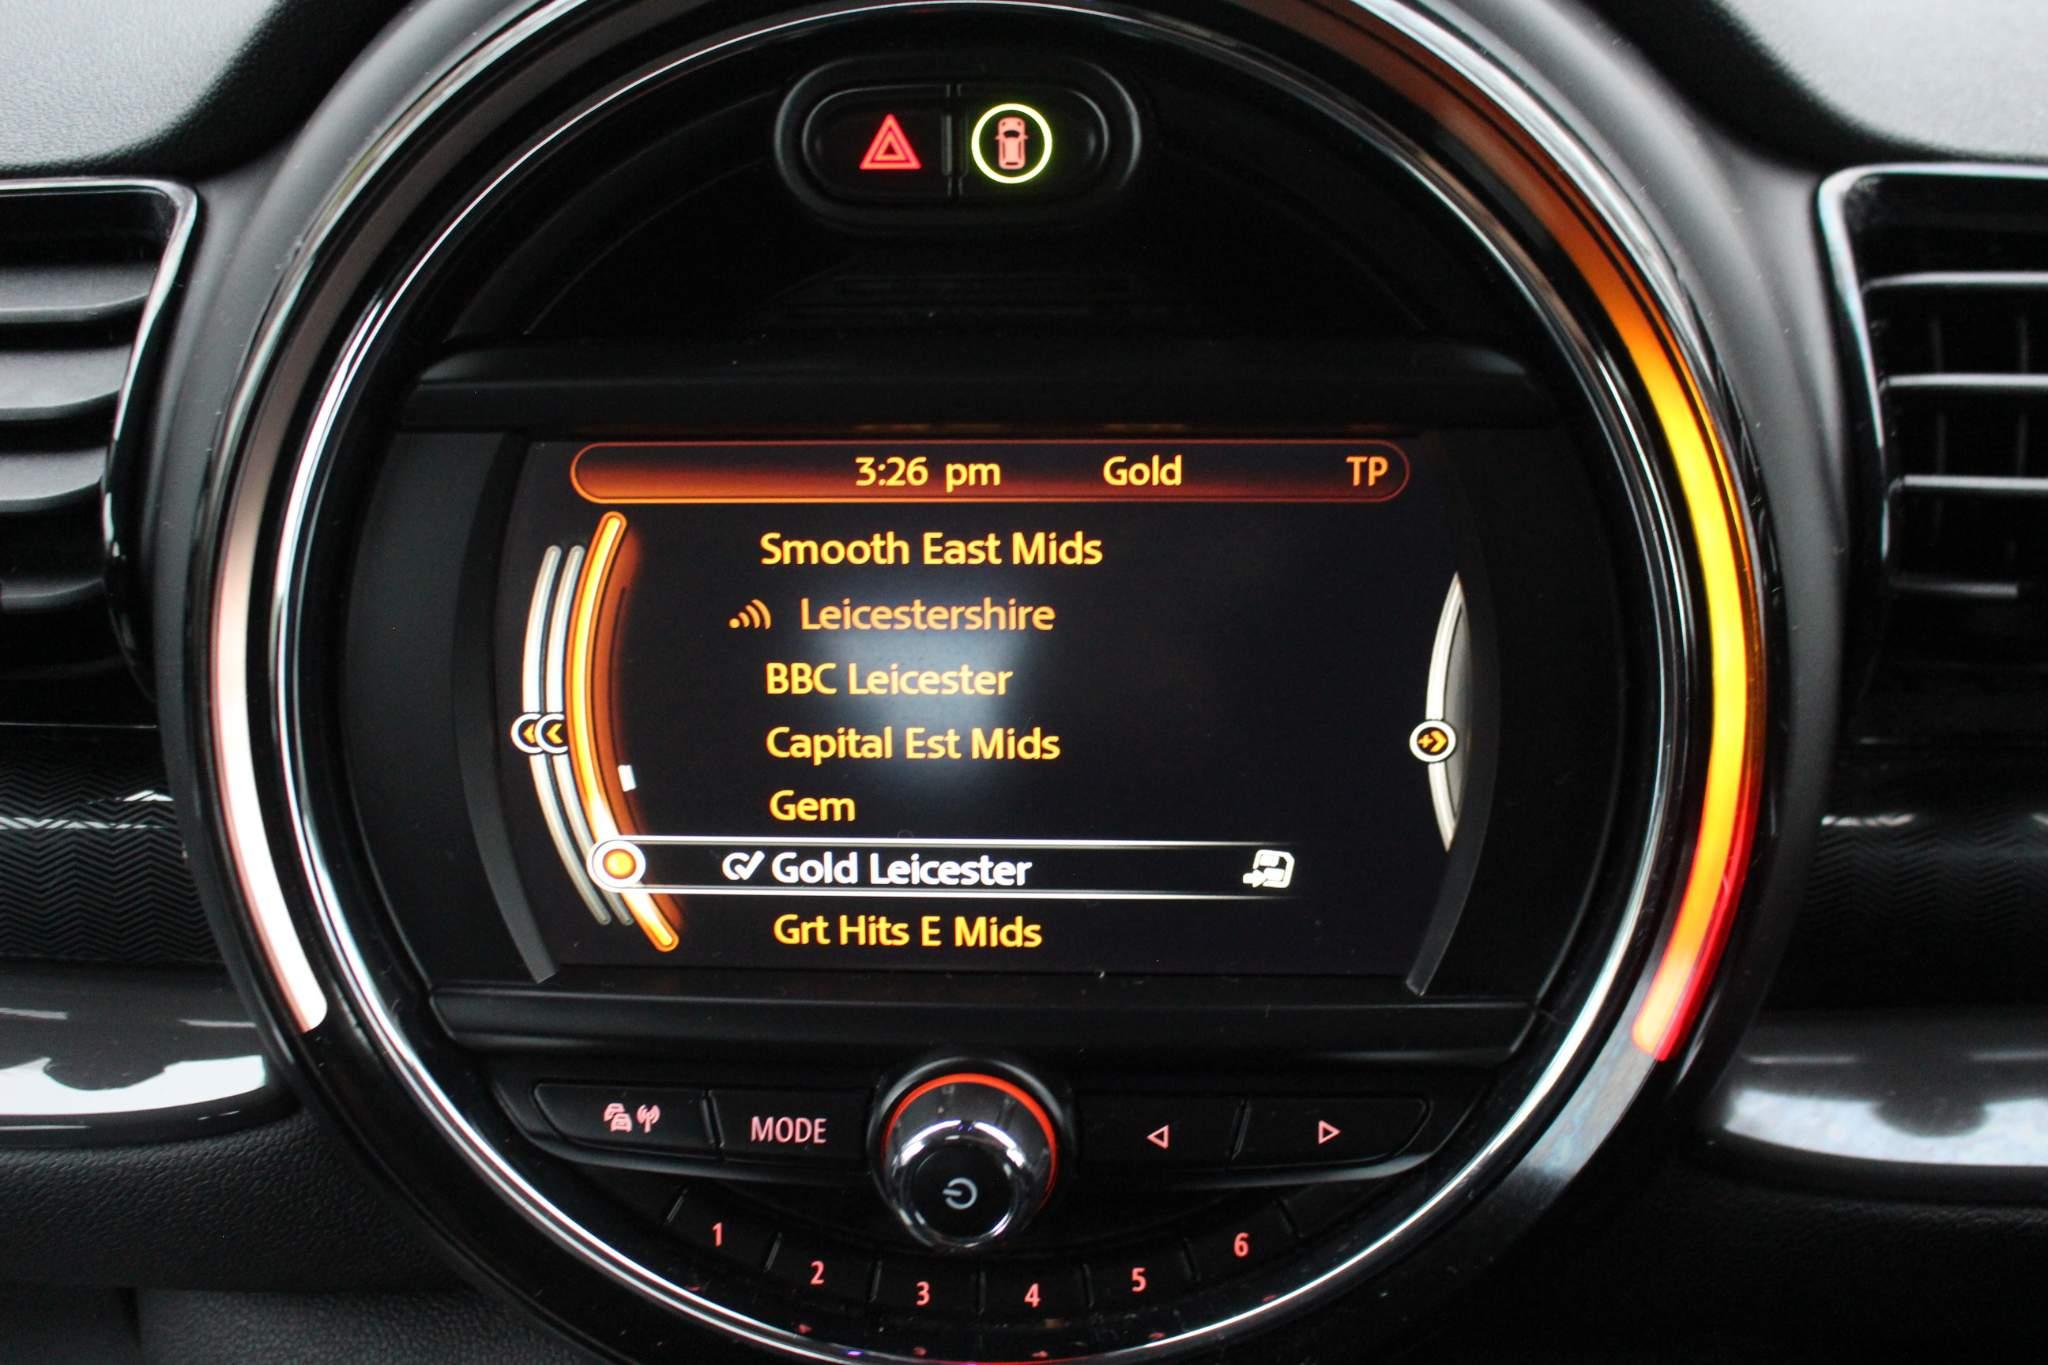 3:26 pm Gold TP
Smooth East Mids
Leicestershire
BBC Leicester
Capital Est Mids
Gem
Gold Leicester
Grt Hits E Mids
MODE
1 2 3 4 5 6